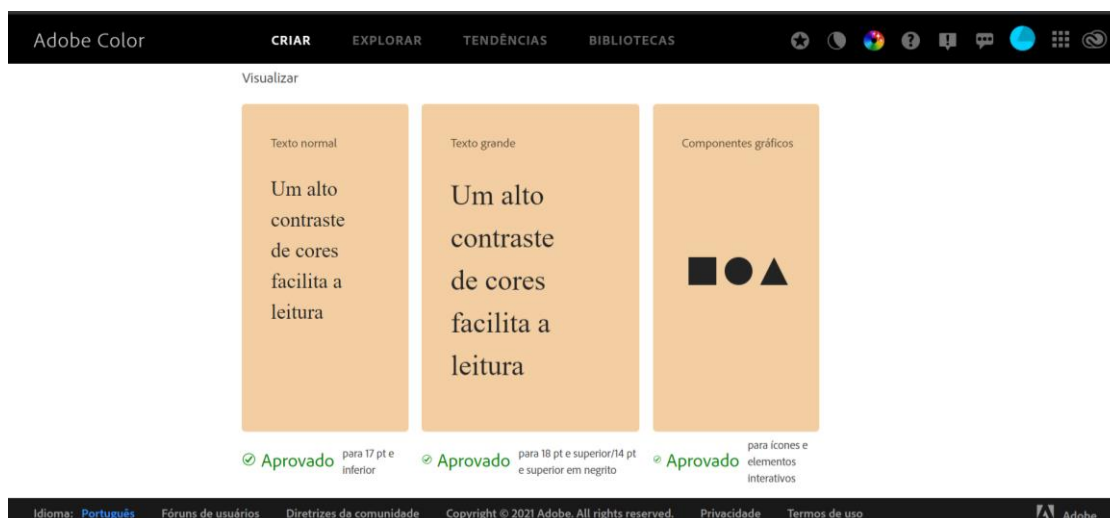 Adobe Color
CRIAR EXPLORAR TENDÊNCIAS BIBLIOTECAS
Visualizar
Texto normal
Um alto
contraste
de cores
facilita a
leitura
Texto grande
Um alto
contraste
de cores
facilita a
leitura
Componentes gráficos
Aprovado
para 17 pt e
inferior
Aprovado
para 18 pt e superior/14 pt
e superior em negrito
Aprovado
para ícones e
elementos
interativos
Idioma: Português Fóruns de usuários Diretrizes da comunidade Copyright © 2021 Adobe. All rights reserved. Privacidade Termos de uso Adobe